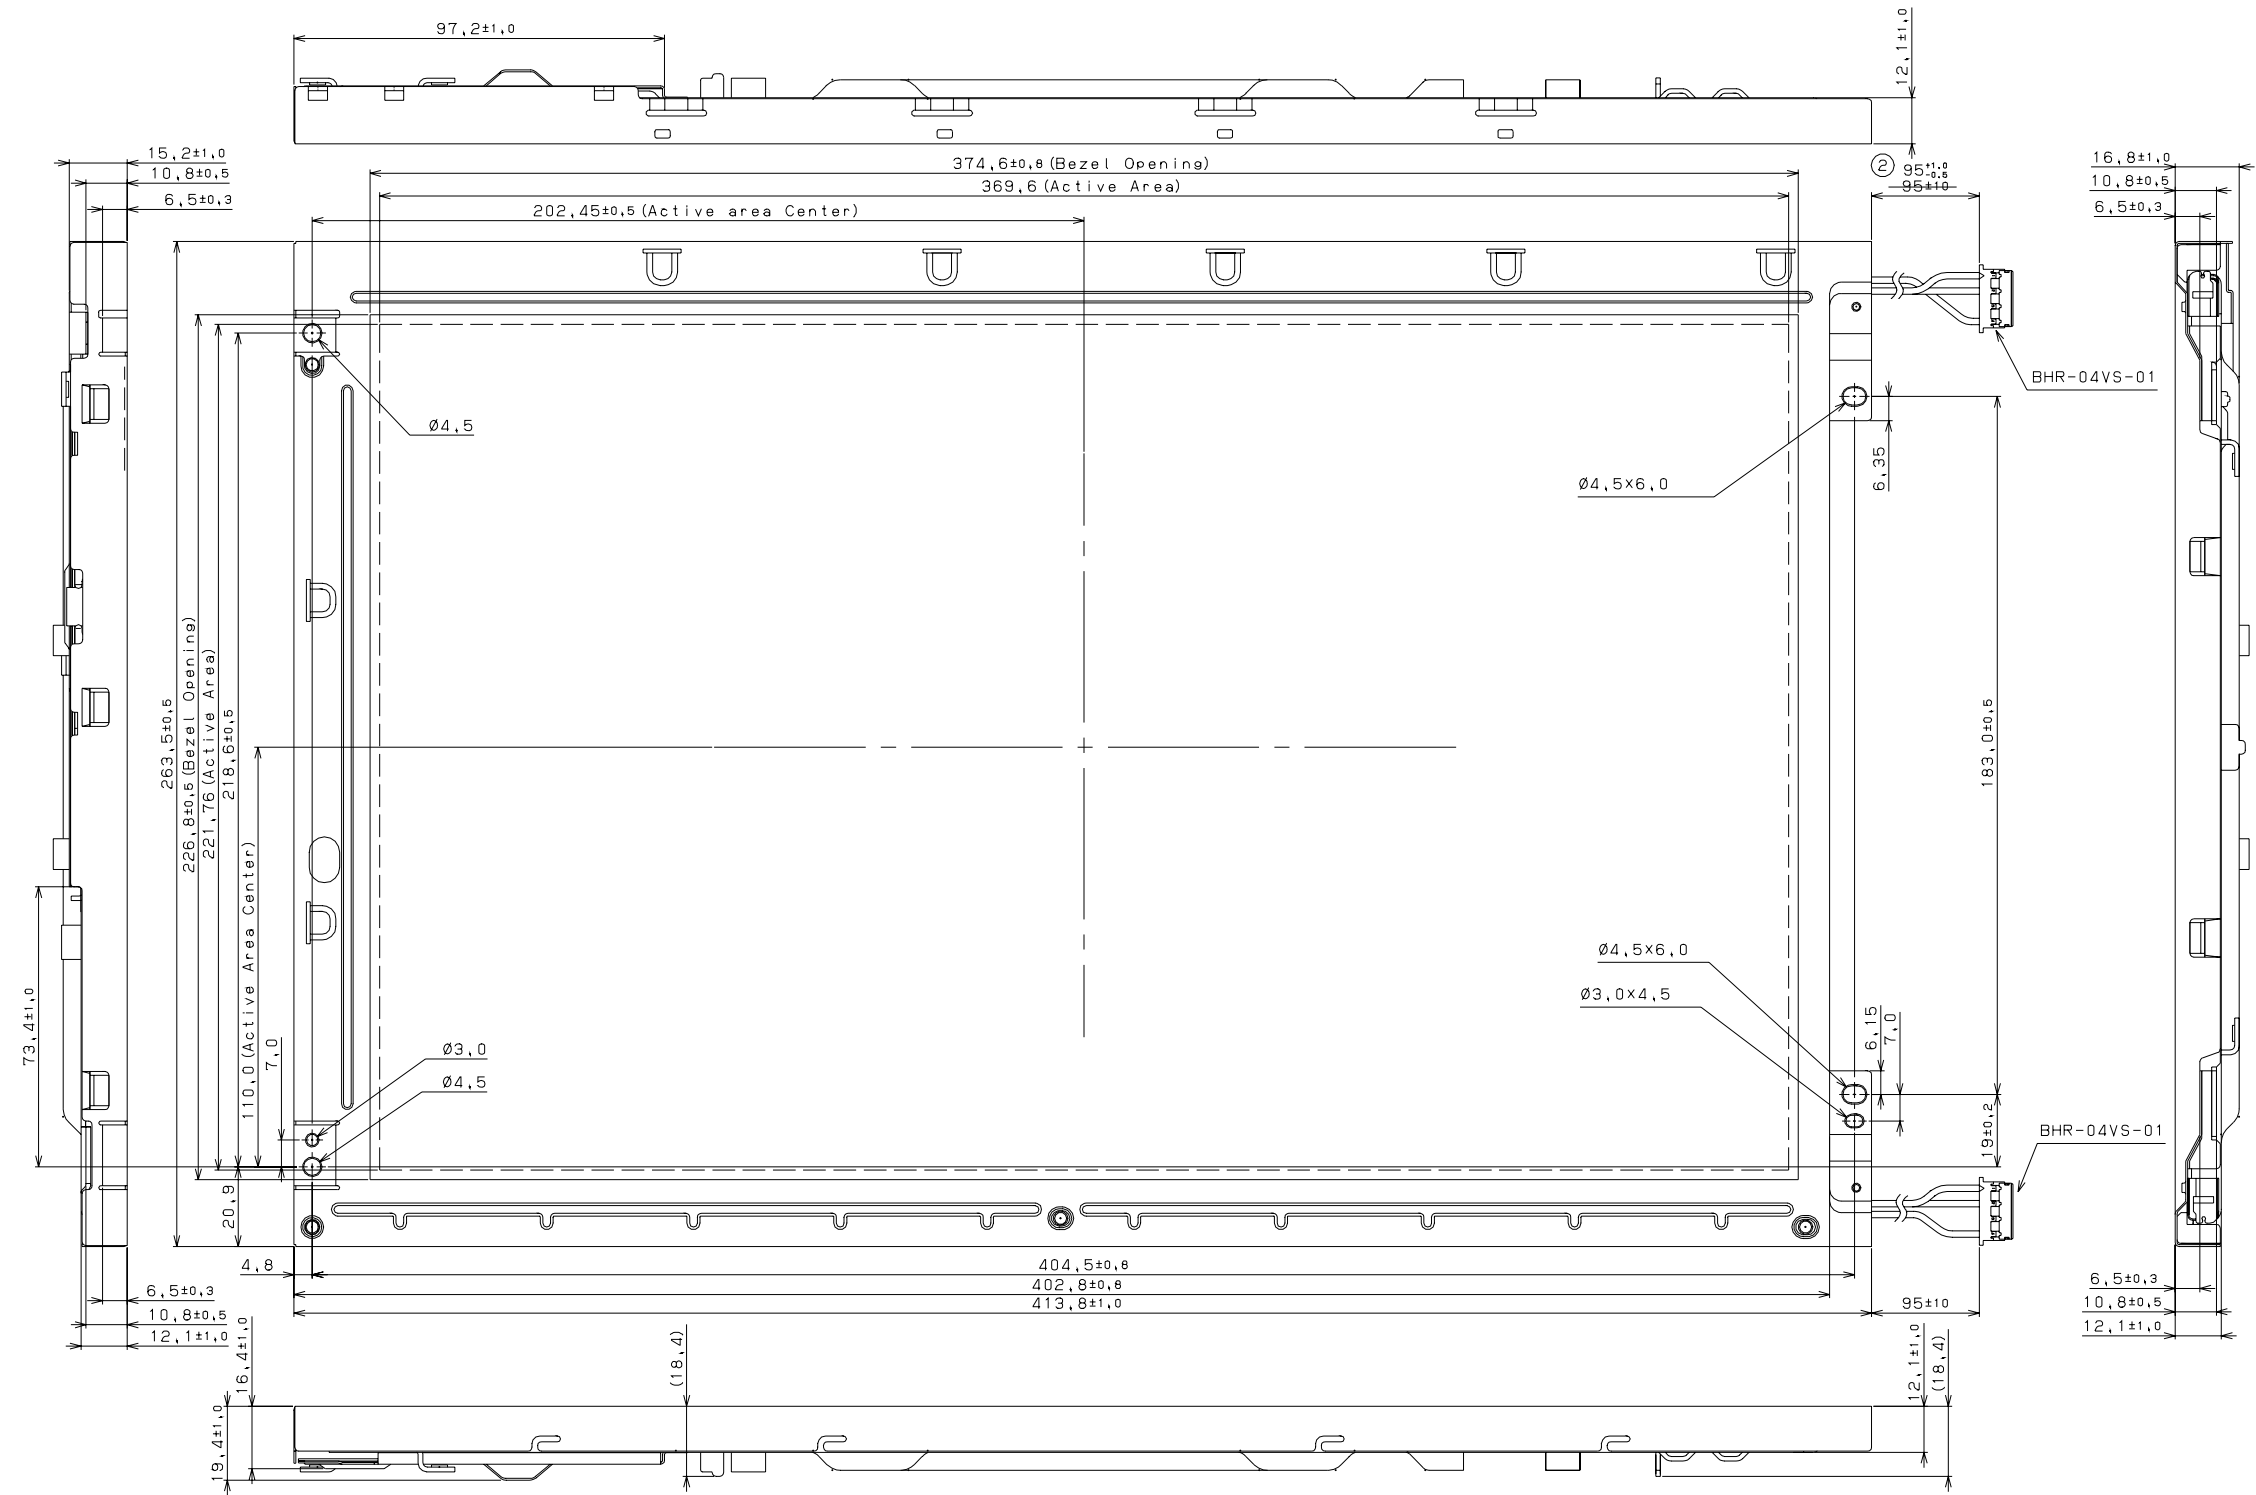 97,2±1,0
12,1±1,0
15,2±1,0
10,8±0,5
6,5±0,3
374,6±0,8 (Bezel Opening)
369,6 (Active Area)
202,45±0,5 (Active area Center)
② 95+1,0 -0,5
95±10
16,8±1,0
10,8±0,5
6,5±0,3
BHR-04VS-01
Ø4,5
Ø4,5×6,0
6,35
263,5±0,5
226,8±0,5 (Bezel Opening)
221,76 (Active Area)
218,6±0,5
110,0 (Active Area Center)
183,0±0,5
73,4±1,0
7,0
Ø3,0
Ø4,5
20,9
Ø4,5×6,0
Ø3,0×4,5
6,15
7,0
19±0,2
BHR-04VS-01
4,8
404,5±0,8
402,8±0,8
413,8±1,0
95±10
6,5±0,3
10,8±0,5
12,1±1,0
6,5±0,3
10,8±0,5
12,1±1,0
16,4±1,0
19,4±1,0
(18,4)
12,1±1,0
(18,4)